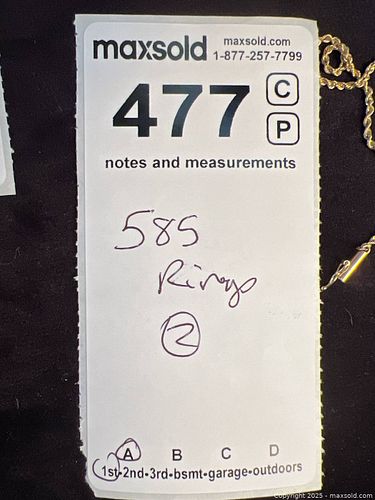 maxsold maxsold.com
1-877-257-7799
477 C
P
notes and measurements
585
Rings
2
A B C D
1st-2nd-3rd-bsmt-garage-outdoors
Copyright 2025 - maxsold.com